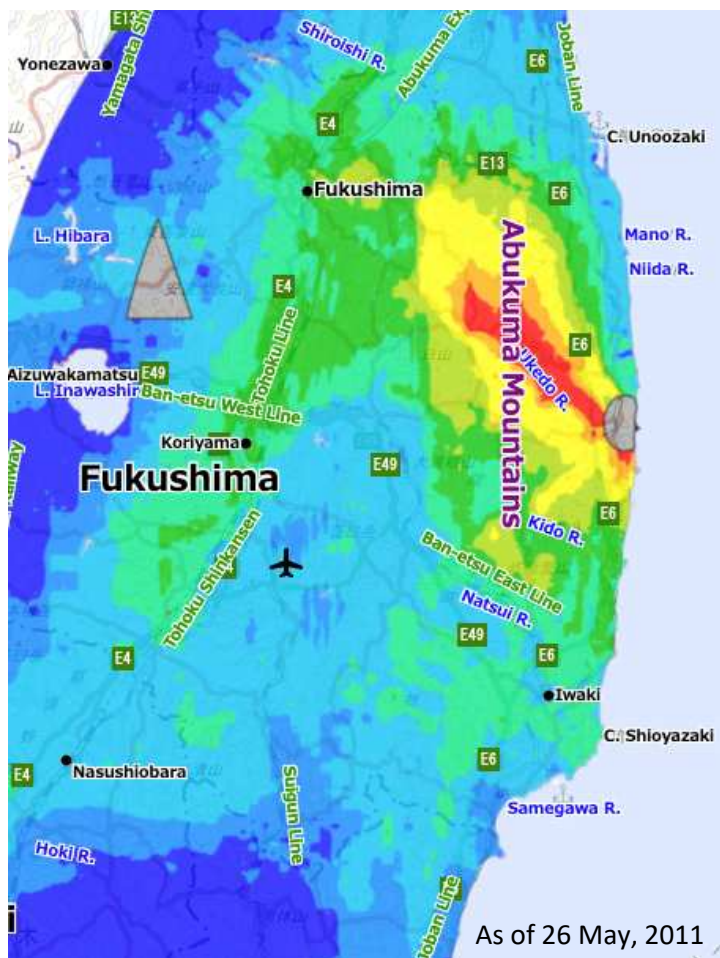 E13
Yamagata Shi
Shiroishi R.
Abukuma Exp
Joban Line
E6
Yonezawa
E4
C. Unoozaki
E13
Fukushima
E6
L. Hibara
Abukuma Mountains
Mano R.
Niida R.
E4
Tohoku Line
E6
Aizuwakamatsu
E49
Ukedo R.
L. Inawashir
Ban-etsu West Line
Koriyama
E49
Fukushima
E6
Kido R.
Tohoku Shinkansen
Ban-etsu East Line
Natsui R.
E49
E4
E6
Iwaki
C. Shioyazaki
E6
Nasushiobara
E4
Suigun Line
Samegawa R.
Hoki R.
Joban Line
As of 26 May, 2011